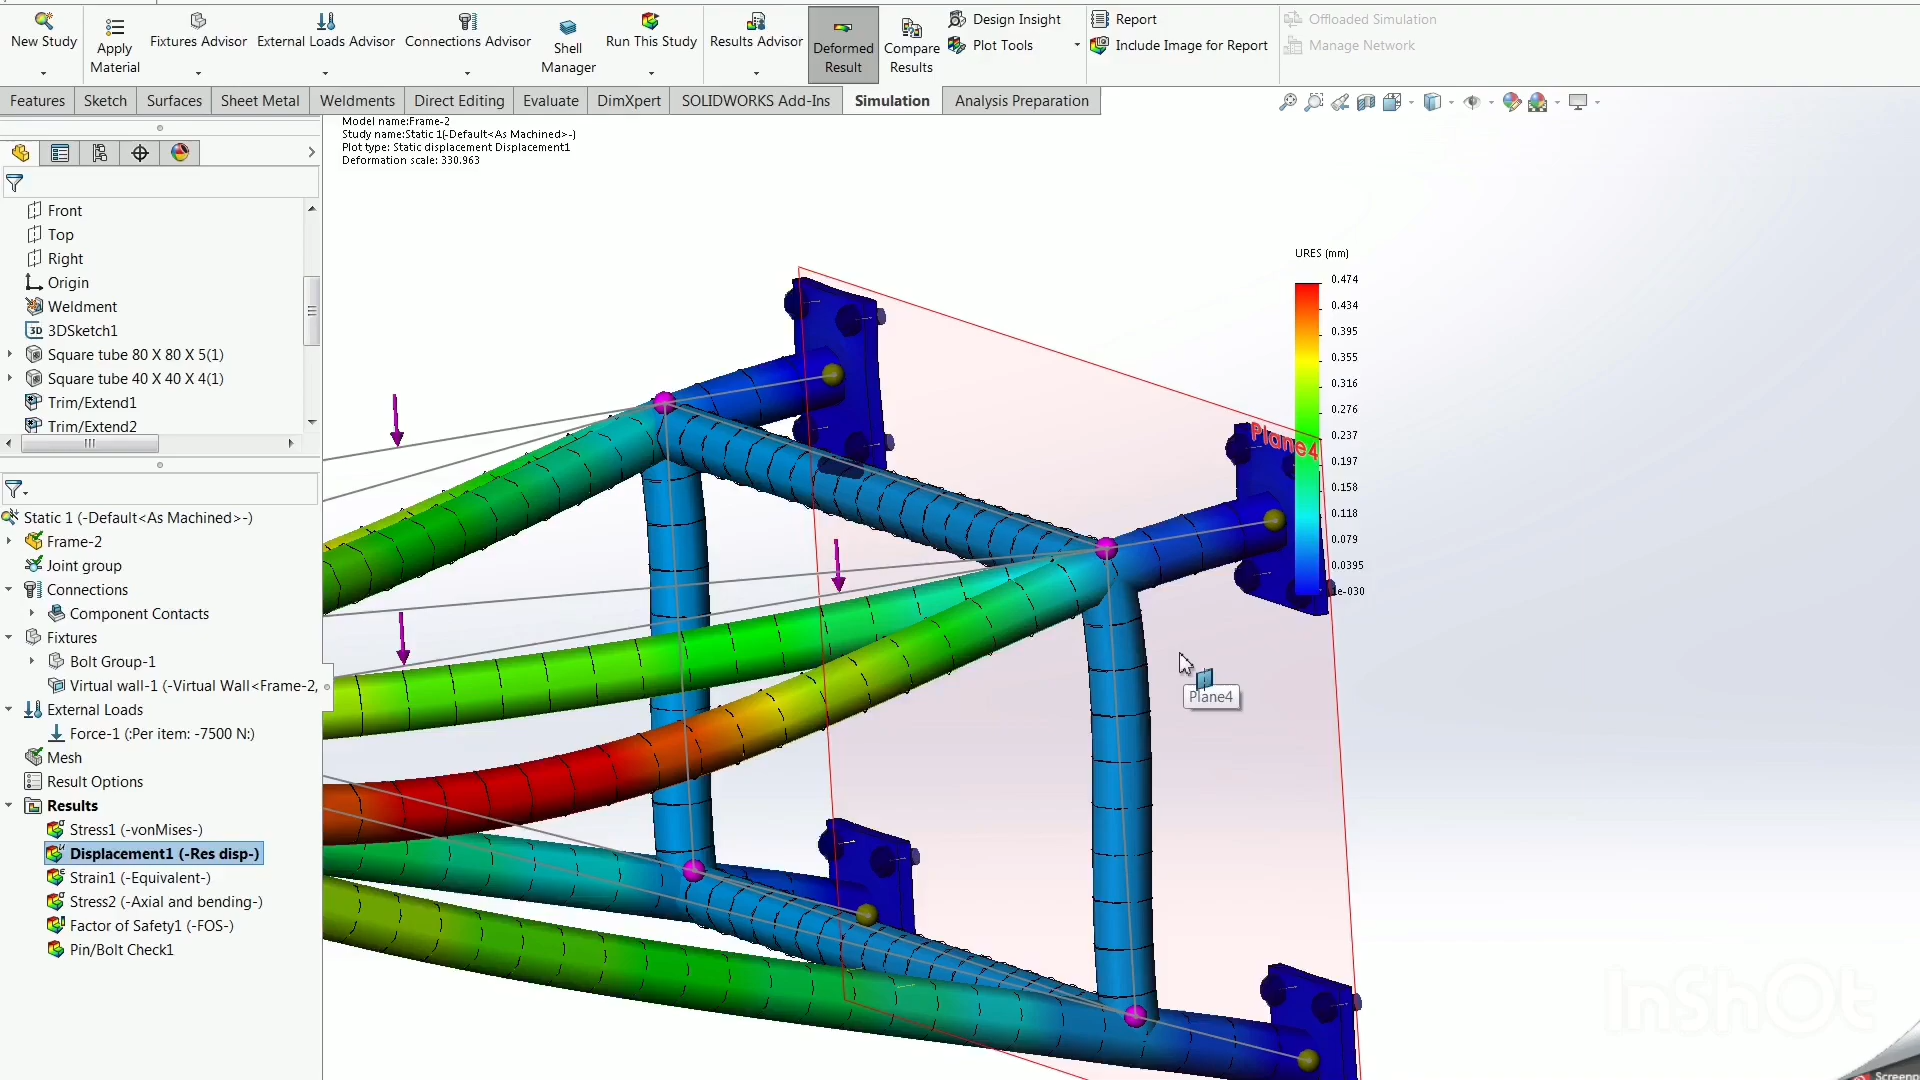 New Study
Apply Material
Fixtures Advisor
External Loads Advisor
Connections Advisor
Shell Manager
Run This Study
Results Advisor
Deformed Result
Compare Results
Design Insight
Plot Tools
Report
Include Image for Report
Offloaded Simulation
Manage Network
Features
Sketch
Surfaces
Sheet Metal
Weldments
Direct Editing
Evaluate
DimXpert
SOLIDWORKS Add-Ins
Simulation
Analysis Preparation
Model name:Frame-2
Study name:Static 1(-Default<As Machined>-)
Plot type: Static displacement Displacement1
Deformation scale: 330.963
Front
Top
Right
Origin
Weldment
3D 3DSketch1
Square tube 80 X 80 X 5(1)
Square tube 40 X 40 X 4(1)
Trim/Extend1
Trim/Extend2
Static 1 (-Default<As Machined>-)
Frame-2
Joint group
Connections
Component Contacts
Fixtures
Bolt Group-1
Virtual wall-1 (-Virtual Wall<Frame-2,
External Loads
Force-1 (:Per item: -7500 N:)
Mesh
Result Options
Results
Stress1 (-vonMises-)
Displacement1 (-Res disp-)
Strain1 (-Equivalent-)
Stress2 (-Axial and bending-)
Factor of Safety1 (-FOS-)
Pin/Bolt Check1
URES (mm)
0.474
0.434
0.395
0.355
0.316
0.276
0.237
0.197
0.158
0.118
0.079
0.0395
1e-030
Plane4
Plane4
InShOt